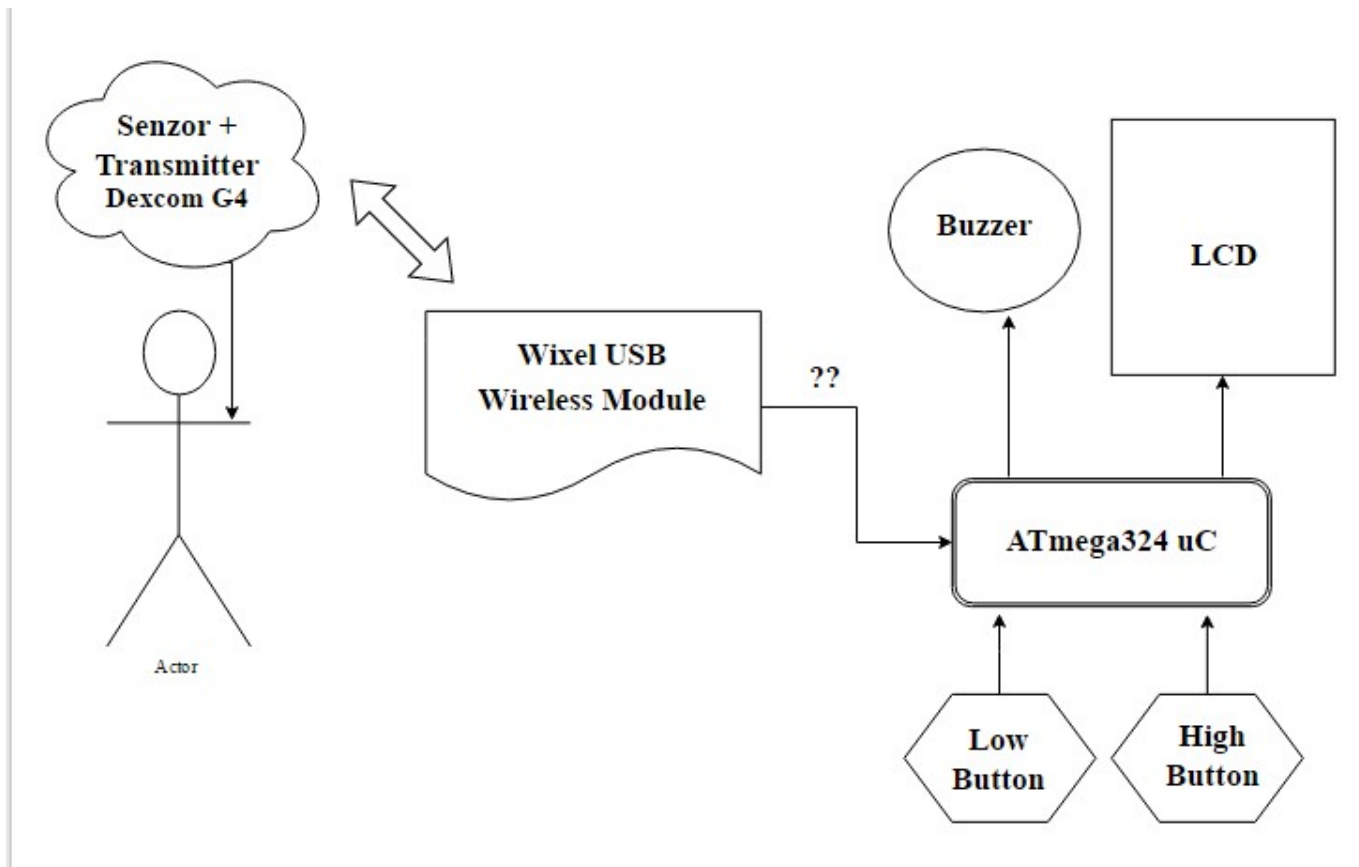 Senzor +
Transmitter
Dexcom G4
Buzzer
LCD
Wixel USB
Wireless Module
??
ATmega324 uC
Actor
Low
Button
High
Button